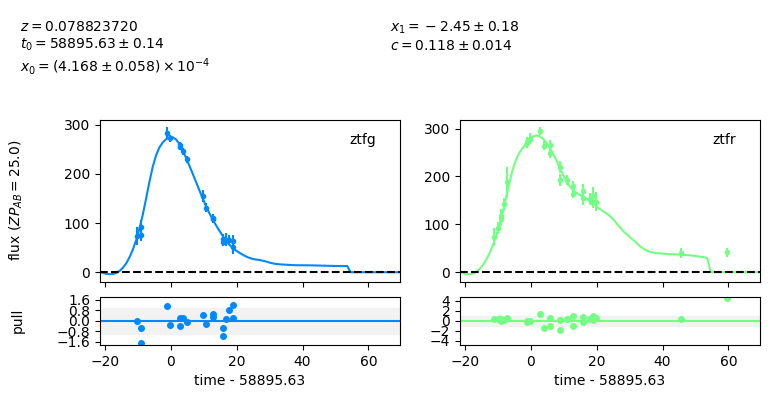 z = 0.078823720
t₀ = 58895.63 ± 0.14
x₀ = (4.168 ± 0.058) × 10⁻⁴
x₁ = −2.45 ± 0.18
c = 0.118 ± 0.014
flux (ZP_AB = 25.0)
300
200
100
0
ztfg
300
200
100
0
ztfr
pull
1.6
0.8
0.0
−0.8
−1.6
4
2
0
−2
−4
−20 0 20 40 60
−20 0 20 40 60
time - 58895.63
time - 58895.63